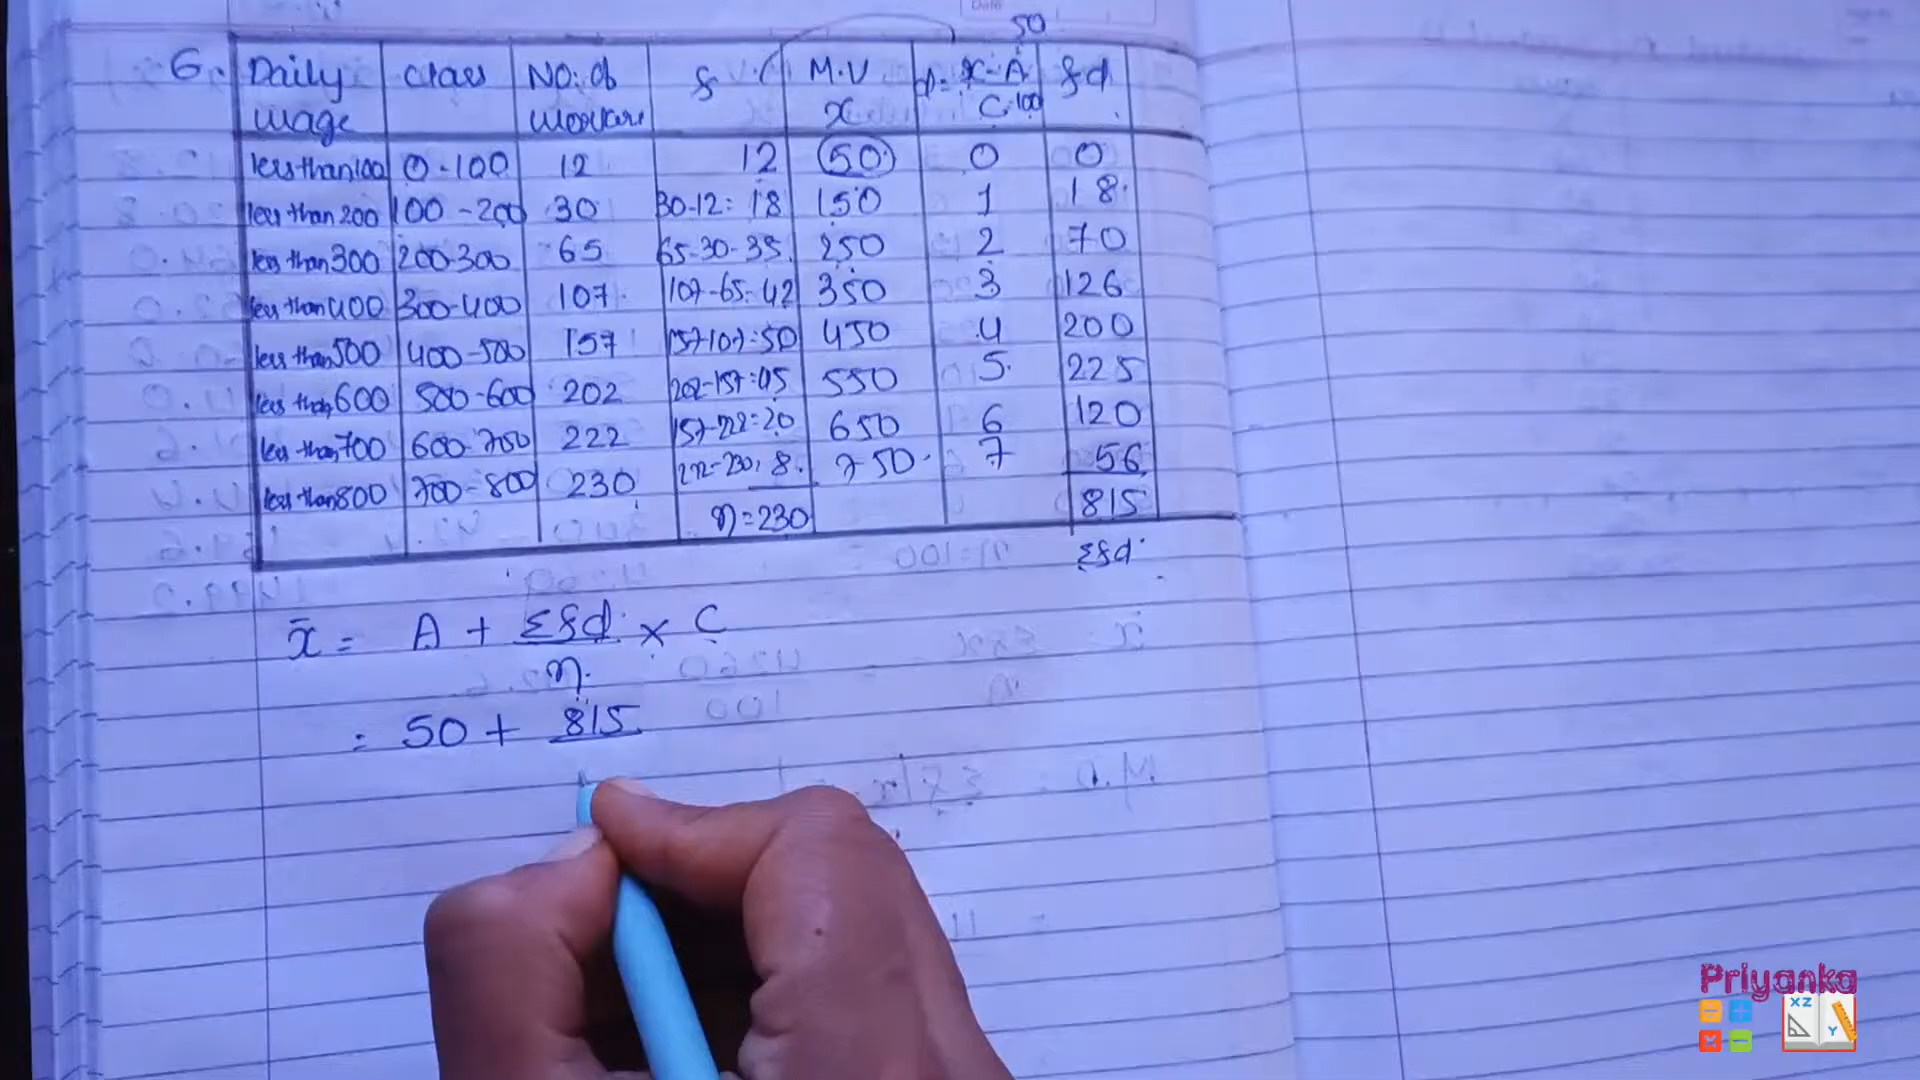 Date
50
6. Daily wage class No: of worcare f M.V x d = x-A / C 100 fd
less than 100 0-100 12 12 50 0 0
less than 200 100-200 30 30-12 = 18 150 1 18
less than 300 200-300 65 65-30-35 250 2 70
less than 400 300-400 107 107-65-42 350 3 126
less than 500 400-500 157 157-107=50 450 4 200
less than 600 500-600 202 202-157=45 550 5 225
less than 700 600-700 222 157-222=20 650 6 120
less than 800 700-800 230 222-230, 8 750 7 56
n=230 815
Σfd
x̄ = A + Σfd / n × C
= 50 + 815
Priyanka
XZ
Y